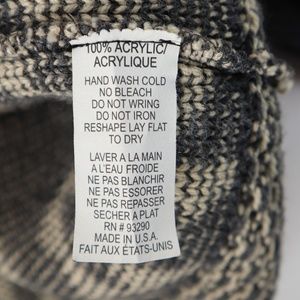 100% ACRYLIC/
ACRYLIQUE
HAND WASH COLD
NO BLEACH
DO NOT WRING
DO NOT IRON
RESHAPE LAY FLAT
TO DRY
LAVER A LA MAIN
A L'EAU FROIDE
NE PAS BLANCHIR
NE PAS ESSORER
NE PAS REPASSER
SECHER A PLAT
RN # 93290
MADE IN U.S.A.
FAIT AUX ÉTATS-UNIS